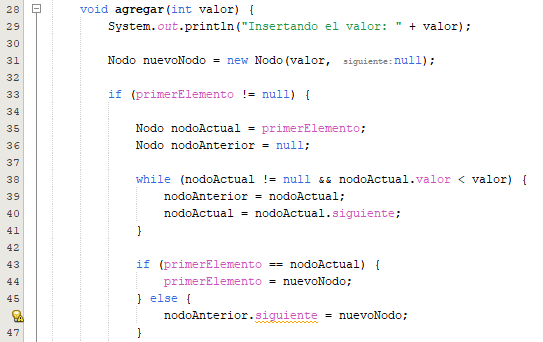 28 void agregar(int valor) {
29 System.out.println("Insertando el valor: " + valor);
30
31 Nodo nuevoNodo = new Nodo(valor, siguiente:null);
32
33 if (primerElemento != null) {
34
35 Nodo nodoActual = primerElemento;
36 Nodo nodoAnterior = null;
37
38 while (nodoActual != null && nodoActual.valor < valor) {
39 nodoAnterior = nodoActual;
40 nodoActual = nodoActual.siguiente;
41 }
42
43 if (primerElemento == nodoActual) {
44 primerElemento = nuevoNodo;
45 } else {
nodoAnterior.siguiente = nuevoNodo;
47 }